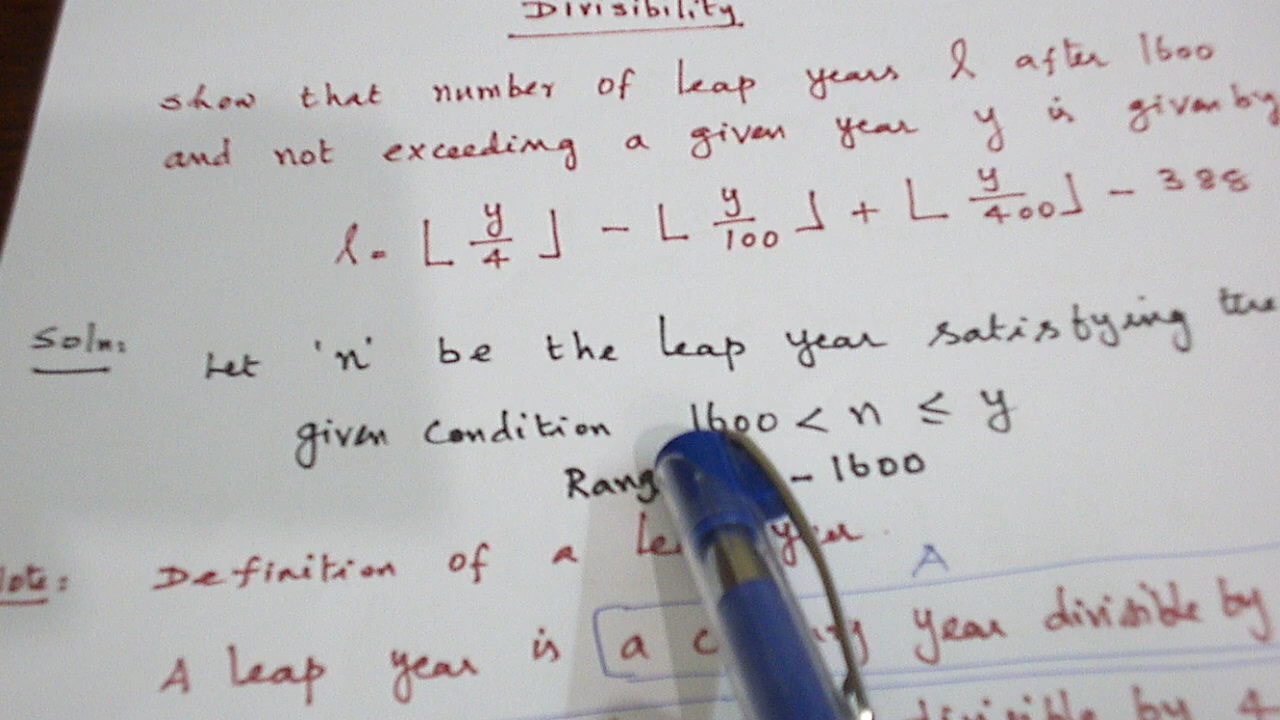 Divisibility
show that number of leap years l after 1600
and not exceeding a given year y is given by
l = ⌊ y/4 ⌋ - ⌊ y/100 ⌋ + ⌊ y/400 ⌋ - 388
Soln: Let 'n' be the leap year satisfying the
given condition 1600 < n ≤ y
- 1600
Definition of a year.
A
A leap year is a year divisible by
divisible by 4